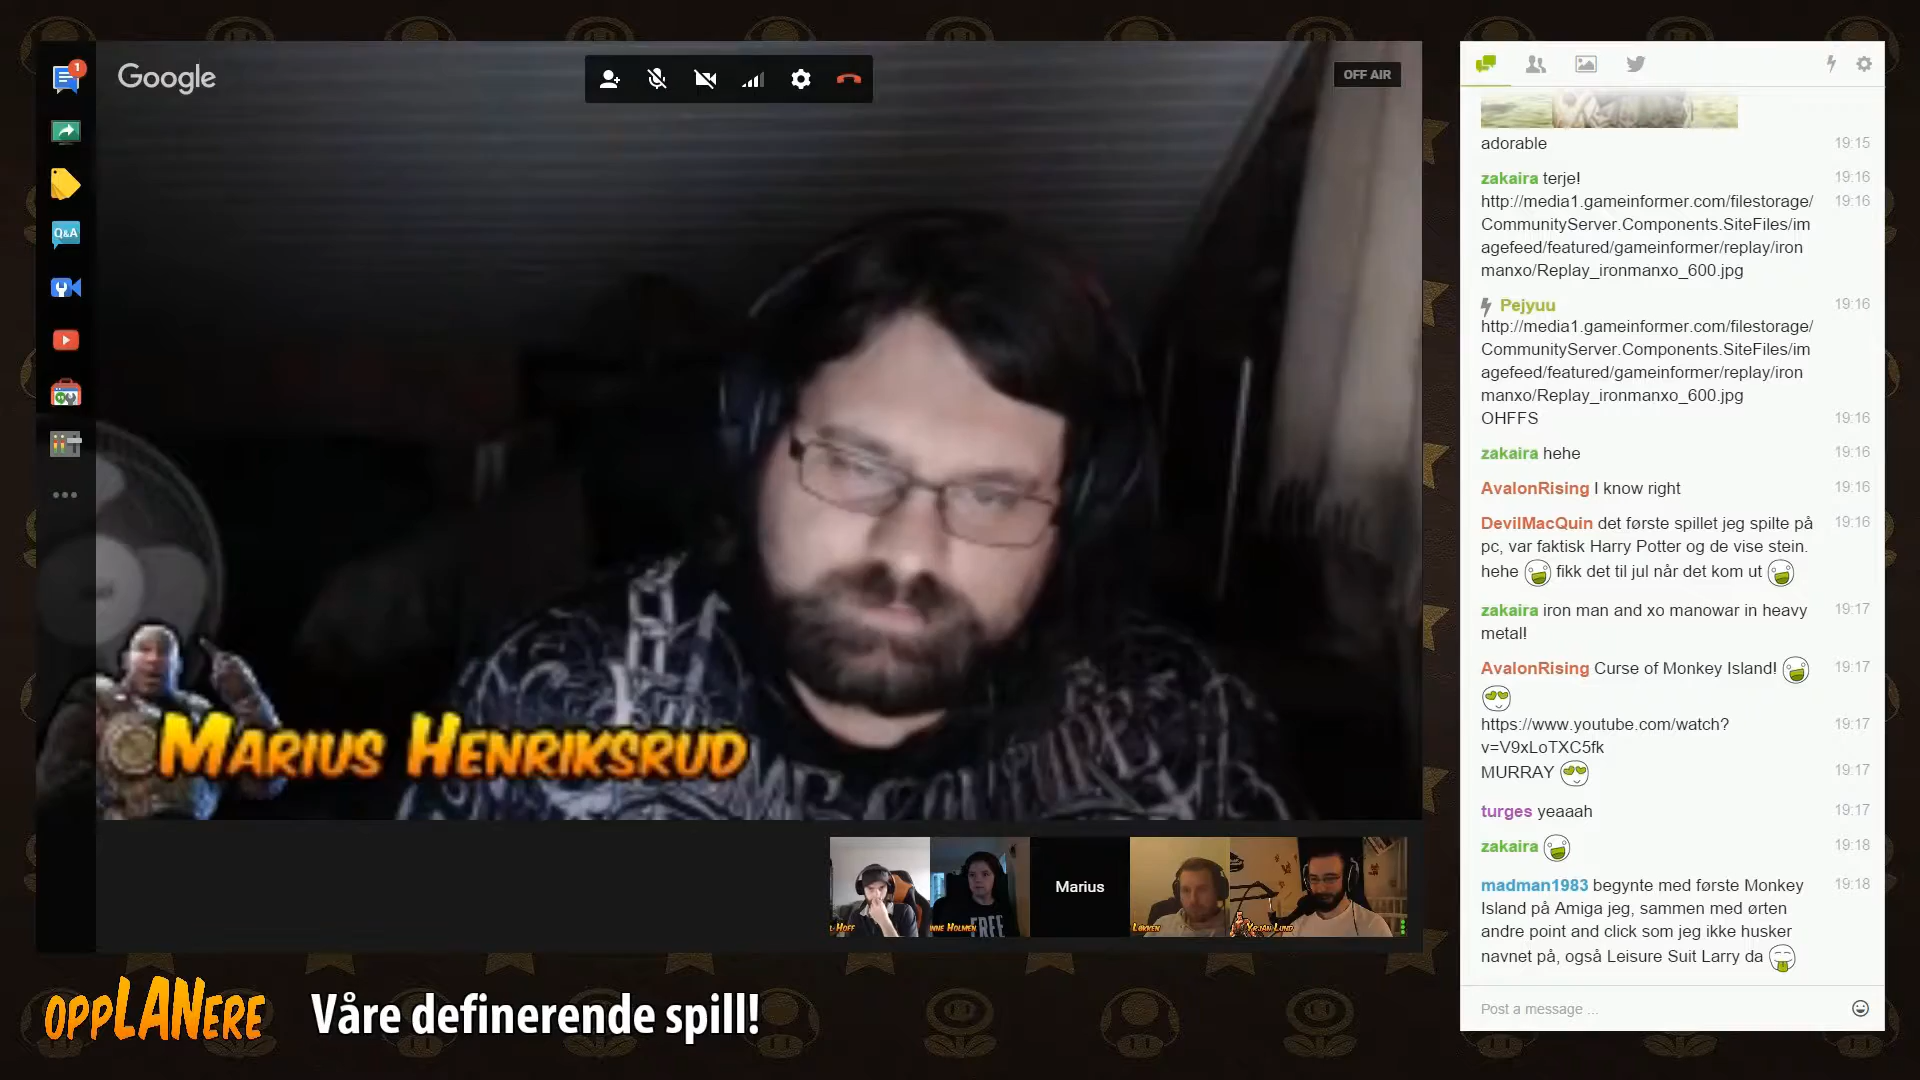 1
Google
OFF AIR
Q&A
Marius Henriksrud
Marius
L-Hoff
nne Holmen
Løkken
Yrjan Lund
FREE
oppLANere
Våre definerende spill!
adorable 19:15
zakaira terje! 19:16
http://media1.gameinformer.com/filestorage/ 19:16
CommunityServer.Components.SiteFiles/im
agefeed/featured/gameinformer/replay/iron
manxo/Replay_ironmanxo_600.jpg
Pejyuu 19:16
http://media1.gameinformer.com/filestorage/
CommunityServer.Components.SiteFiles/im
agefeed/featured/gameinformer/replay/iron
manxo/Replay_ironmanxo_600.jpg
OHFFS 19:16
zakaira hehe 19:16
AvalonRising I know right 19:16
DevilMacQuin det første spillet jeg spilte på 19:16
pc, var faktisk Harry Potter og de vise stein.
hehe fikk det til jul når det kom ut
zakaira iron man and xo manowar in heavy 19:17
metal!
AvalonRising Curse of Monkey Island! 19:17
https://www.youtube.com/watch? 19:17
v=V9xLoTXC5fk
MURRAY 19:17
turges yeaaah 19:17
zakaira 19:18
madman1983 begynte med første Monkey 19:18
Island på Amiga jeg, sammen med ørten
andre point and click som jeg ikke husker
navnet på, også Leisure Suit Larry da
Post a message ...